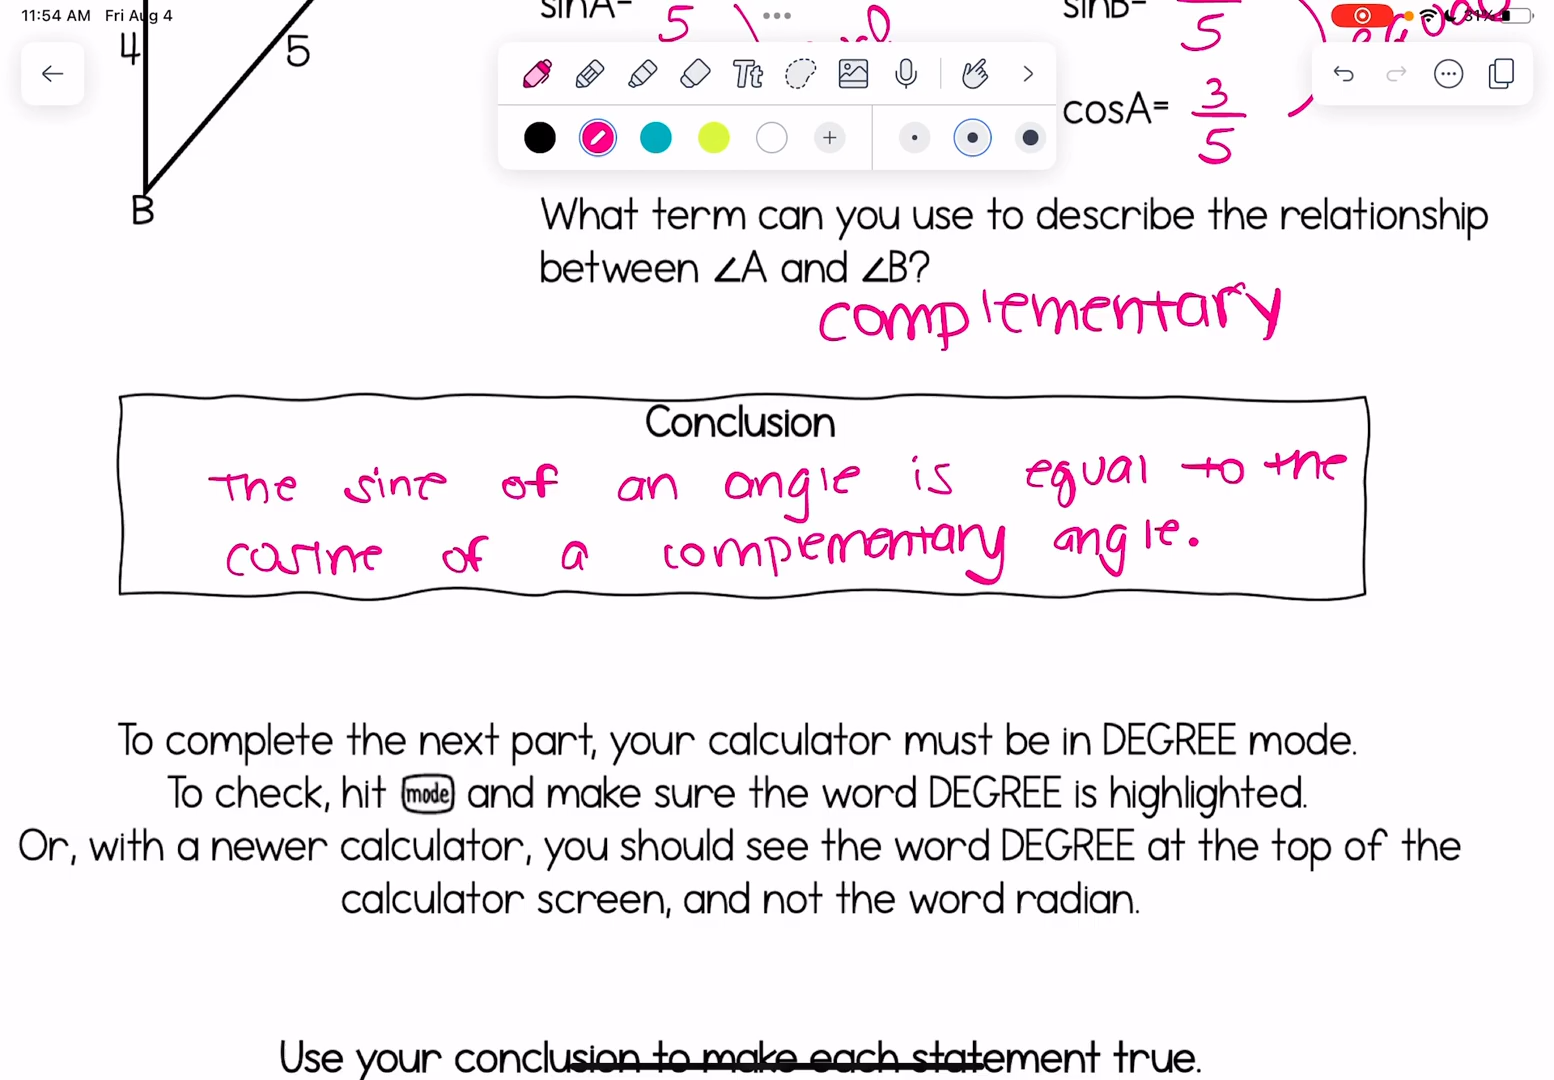 11:54 AM Fri Aug 4
31%
sinA=
5
sinB=
5
4
5
Tt
cosA= 3/5
B
What term can you use to describe the relationship
between ∠A and ∠B?
complementary
Conclusion
The sine of an angle is equal to the
cosine of a complementary angle.
To complete the next part, your calculator must be in DEGREE mode.
To check, hit mode and make sure the word DEGREE is highlighted.
Or, with a newer calculator, you should see the word DEGREE at the top of the
calculator screen, and not the word radian.
Use your conclusion to make each statement true.